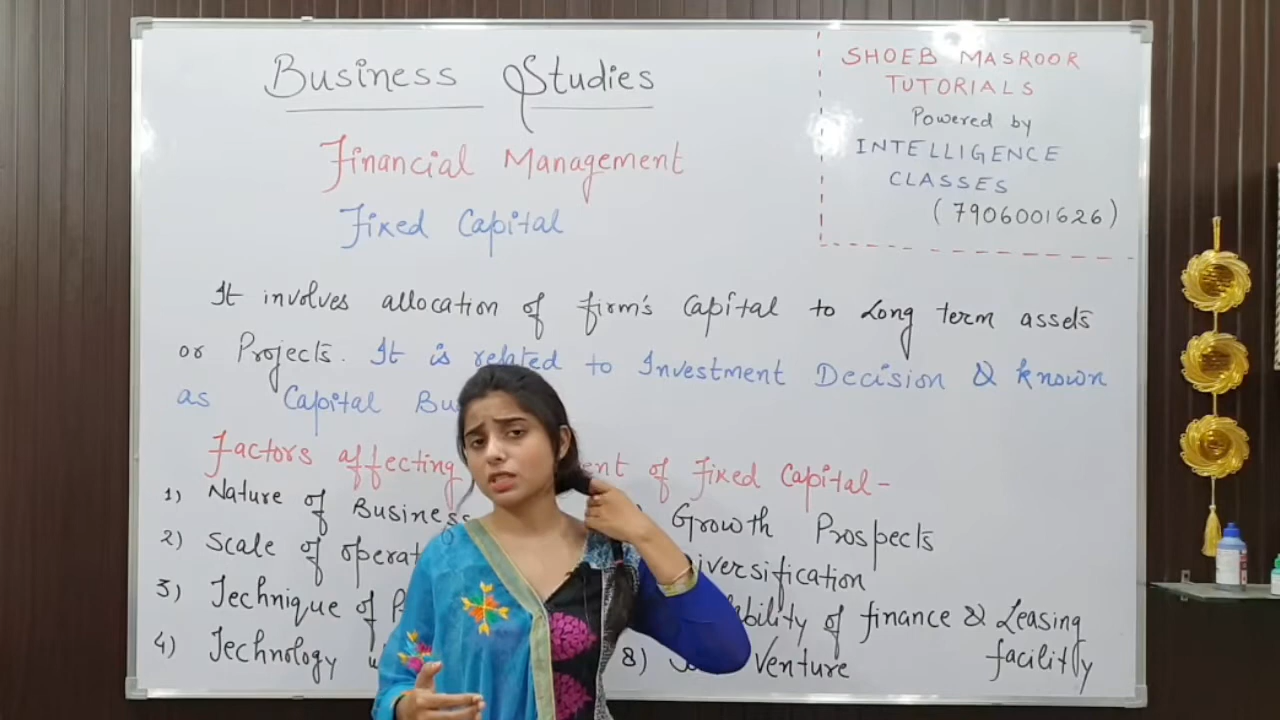 Business Studies
Financial Management
Fixed Capital
SHOEB MASROOR
TUTORIALS
Powered by
INTELLIGENCE
CLASSES
(7906001626)
It involves allocation of firm's Capital to Long term assets
or Projects. It is related to Investment Decision & known
as Capital
Factors affecting of Fixed Capital-
1) Nature of Business
2) Scale of
3) Technique of
4) Technology
Growth Prospects
of finance & Leasing
facility
8) Venture